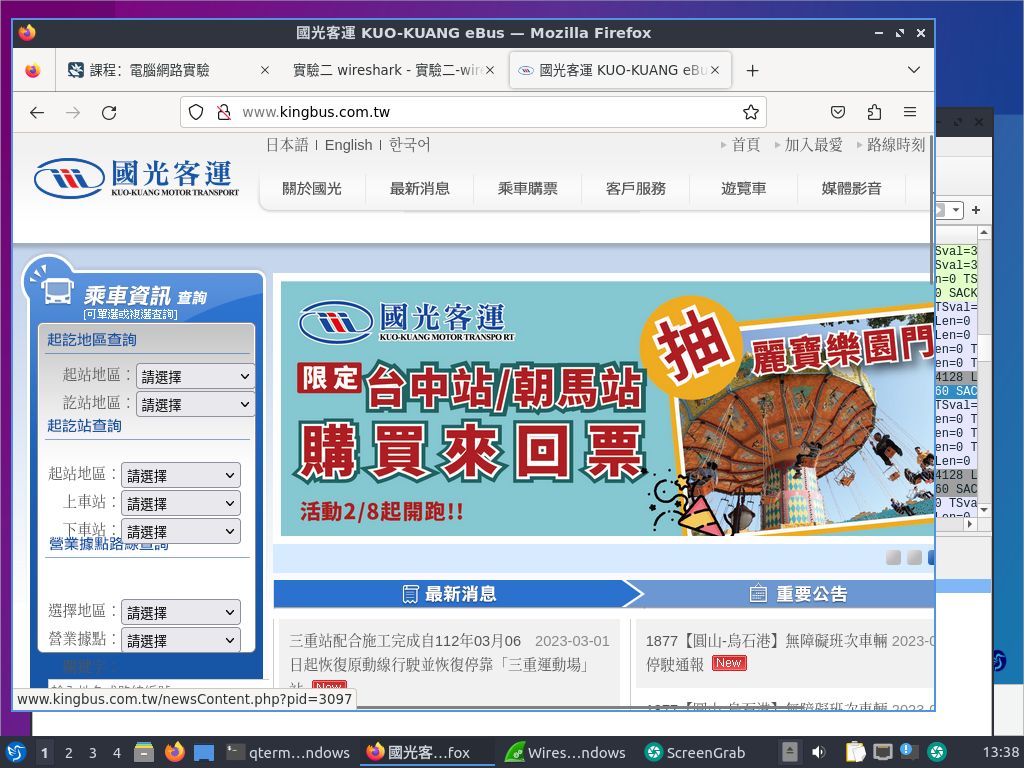 國光客運 KUO-KUANG eBus — Mozilla Firefox
課程: 電腦網路實驗
實驗二 wireshark - 實驗二-wire
國光客運 KUO-KUANG eBu
www.kingbus.com.tw
日本語 | English | 한국어
首頁 加入最愛 路線時刻
國光客運
KUO-KUANG MOTOR TRANSPORT
關於國光 最新消息 乘車購票 客戶服務 遊覽車 媒體影音
乘車資訊 查詢
[可單選或複選查詢]
起訖地區查詢
起站地區： 請選擇
訖站地區： 請選擇
起訖站查詢
起站地區： 請選擇
上車站： 請選擇
下車站： 請選擇
營業據點路線查詢
選擇地區： 請選擇
營業據點： 請選擇
關鍵字：
國光客運
KUO-KUANG MOTOR TRANSPORT
限定 台中站/朝馬站
購買來回票
活動2/8起開跑!!
抽 麗寶樂園門
最新消息
重要公告
三重站配合施工完成自112年03月06 2023-03-01
日起恢復原動線行駛並恢復停靠「三重運動場」
站 New
1877【圓山-烏石港】無障礙班次車輛 2023-0
停駛通報 New
1877【圓山-烏石港】無障礙班次車輛 2023-0
www.kingbus.com.tw/newsContent.php?pid=3097
Sval=3
Sval=3
n=0 TS
0 SACK
TSval=
Len=0
en=0 T
Len=0
en=0 T
4128 L
60 SAC
TSval=
en=0 T
Len=0
en=0 T
Len=0
4128 L
60 SAC
0 TSva
1 2 3 4 qterm...ndows 國光客...fox Wires...ndows ScreenGrab 13:38